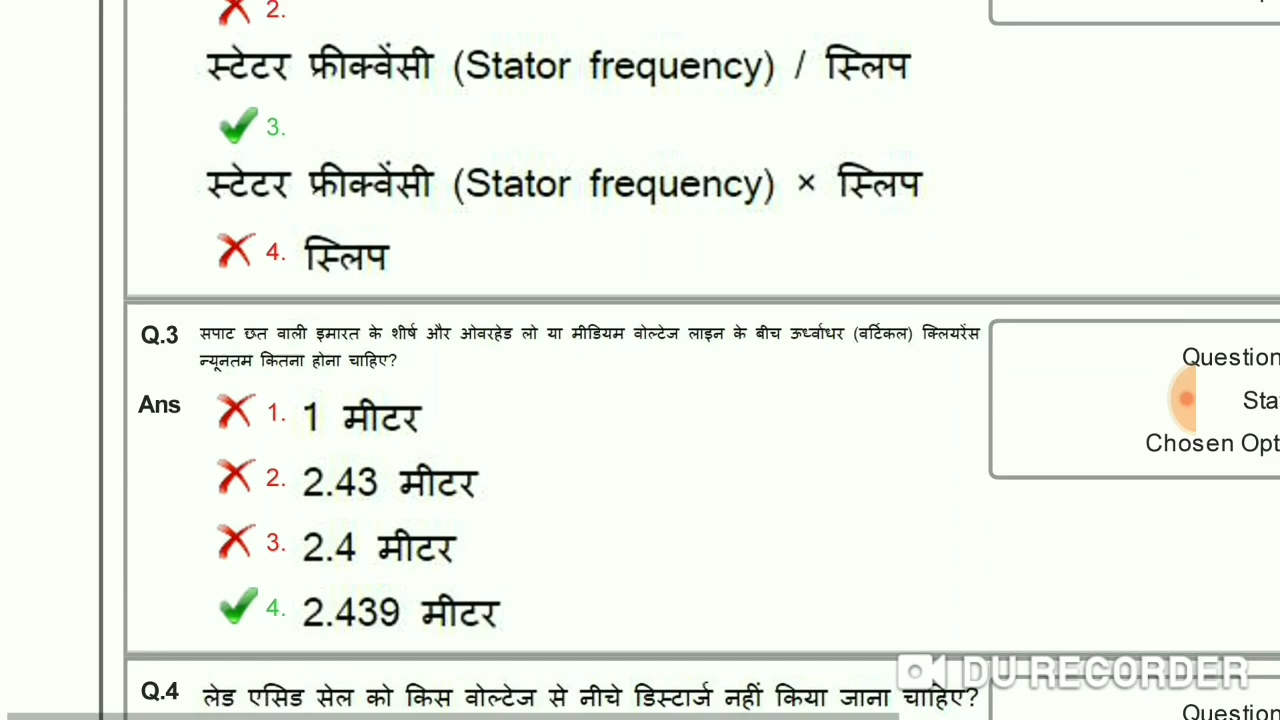 2.
स्टेटर फ्रीक्वेंसी (Stator frequency) / स्लिप
3.
स्टेटर फ्रीक्वेंसी (Stator frequency) × स्लिप
4. स्लिप
Q.3 सपाट छत वाली इमारत के शीर्ष और ओवरहेड लो या मीडियम वोल्टेज लाइन के बीच ऊर्ध्वाधर (वर्टिकल) क्लियरेंस
न्यूनतम कितना होना चाहिए?
Question
Sta
Chosen Opt
Ans 1. 1 मीटर
2. 2.43 मीटर
3. 2.4 मीटर
4. 2.439 मीटर
DU RECORDER
Q.4 लेड एसिड सेल को किस वोल्टेज से नीचे डिस्टार्ज नहीं किया जाना चाहिए?
Question